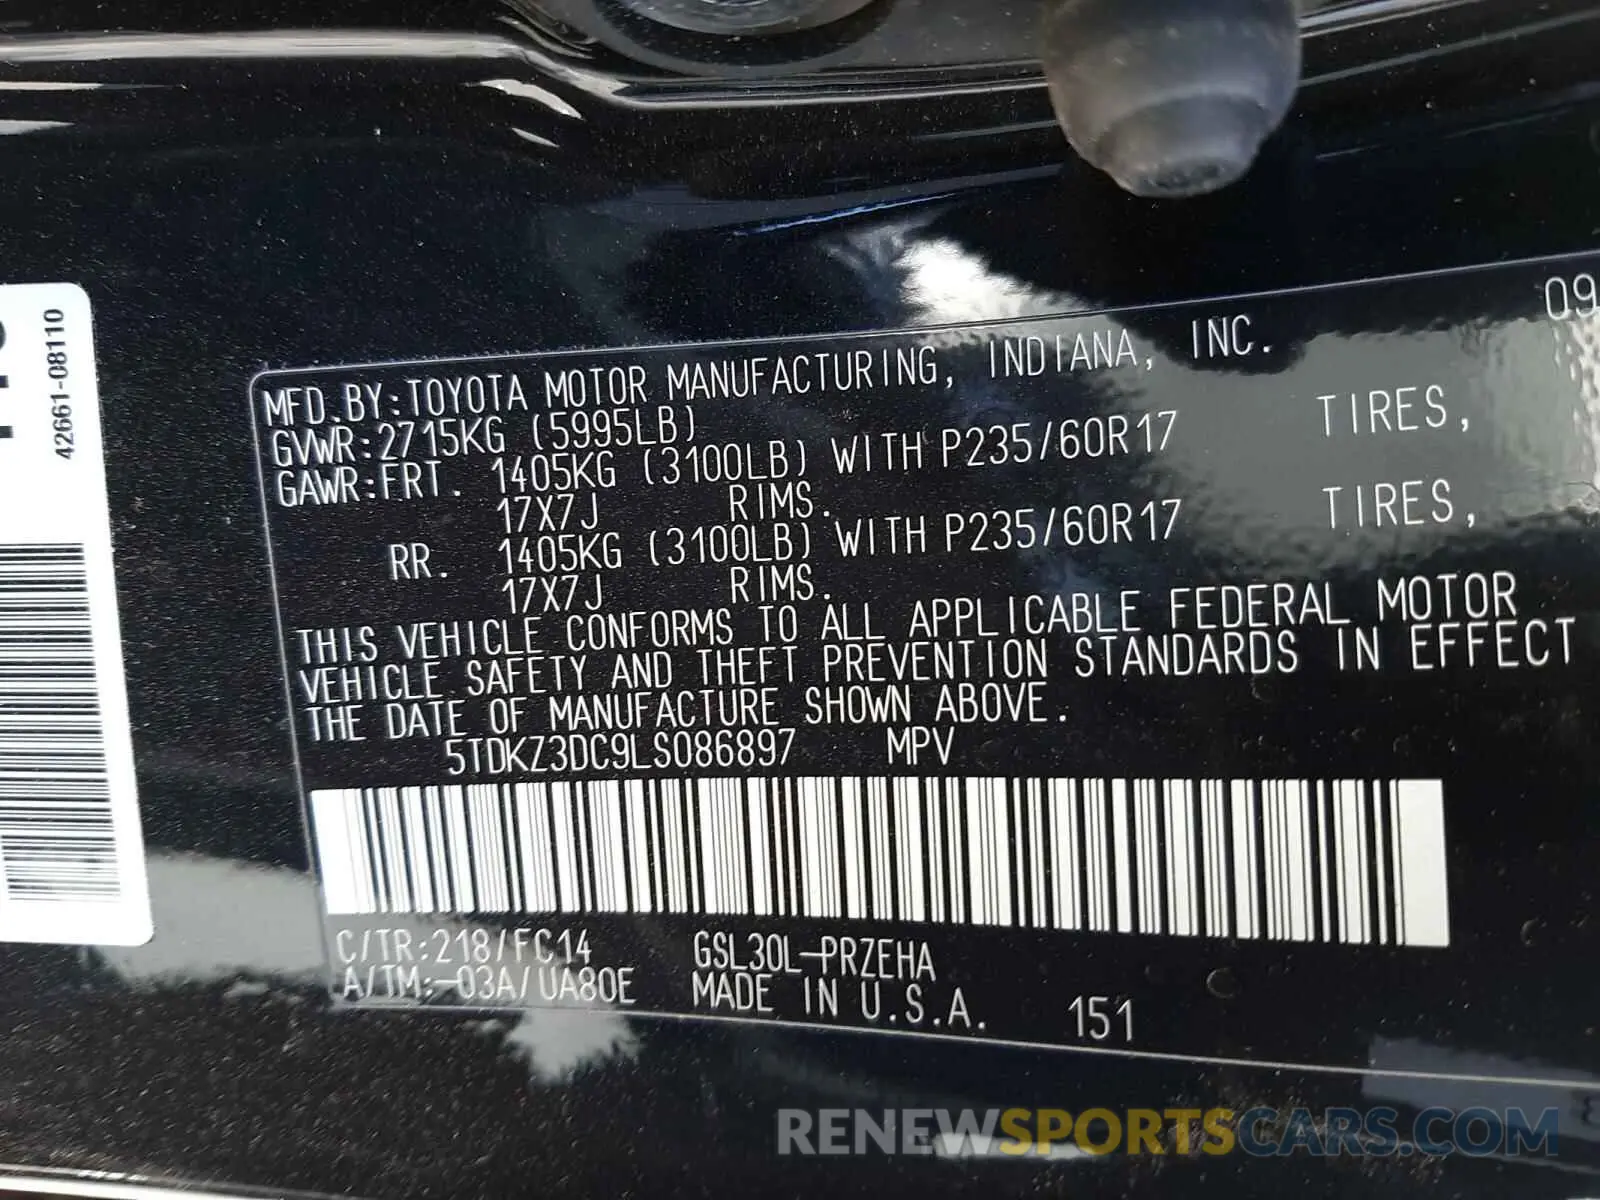 42661-08110
09
MFD.BY:TOYOTA MOTOR MANUFACTURING, INDIANA, INC.
GVWR:2715KG (5995LB)
GAWR:FRT. 1405KG (3100LB) WITH P235/60R17 TIRES,
17X7J RIMS.
RR. 1405KG (3100LB) WITH P235/60R17 TIRES,
17X7J RIMS.
THIS VEHICLE CONFORMS TO ALL APPLICABLE FEDERAL MOTOR
VEHICLE SAFETY AND THEFT PREVENTION STANDARDS IN EFFECT
THE DATE OF MANUFACTURE SHOWN ABOVE.
5TDKZ3DC9LS086897 MPV
C/TR:218/FC14 GSL30L-PRZEHA
A/TM:-03A/UA80E MADE IN U.S.A. 151
RENEWSPORTSCARS.COM